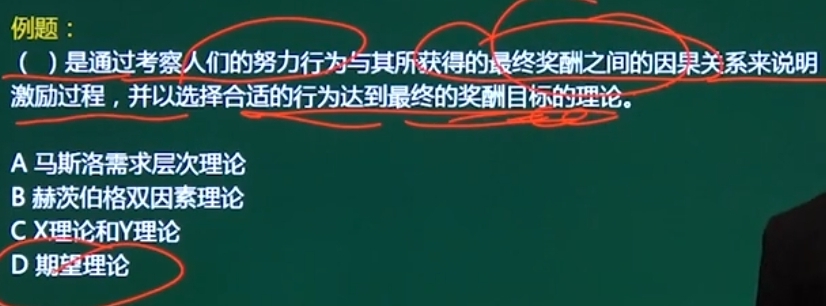 例题：
（ ）是通过考察人们的努力行为与其所获得的最终奖酬之间的因果关系来说明
激励过程，并以选择合适的行为达到最终的奖酬目标的理论。
A 马斯洛需求层次理论
B 赫茨伯格双因素理论
C X理论和Y理论
D 期望理论